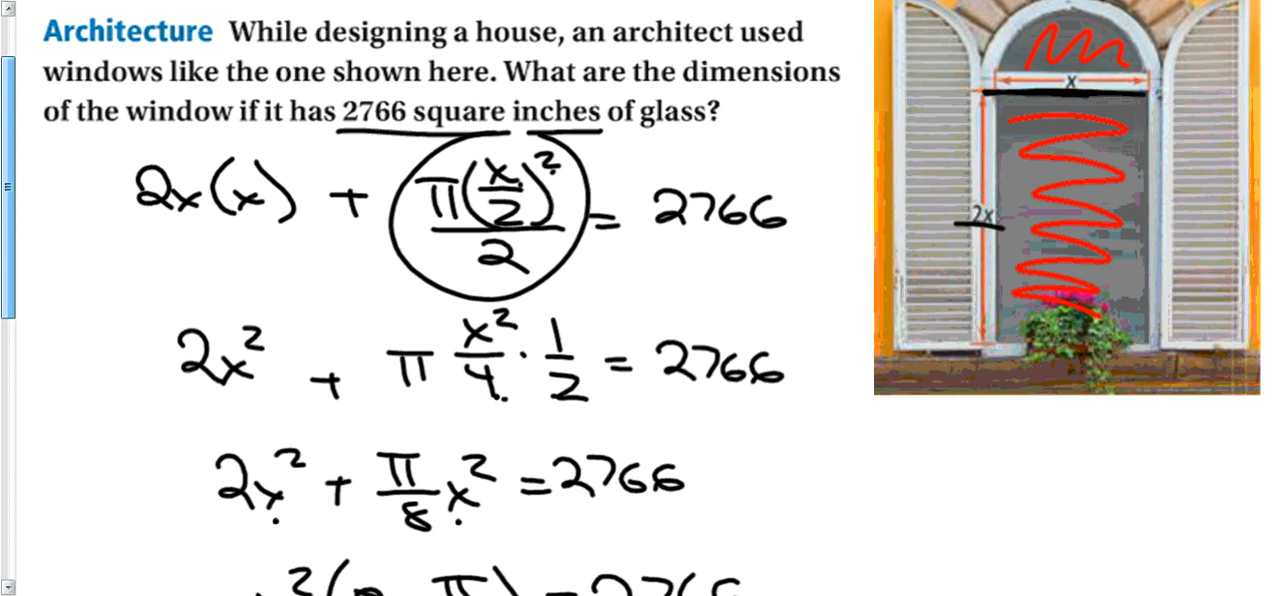 Architecture While designing a house, an architect used
windows like the one shown here. What are the dimensions
of the window if it has 2766 square inches of glass?
x
2x
2x(x) + π(x/2)²/2 = 2766
2x² + π x²/4 · 1/2 = 2766
2x² + π/8 x² = 2766